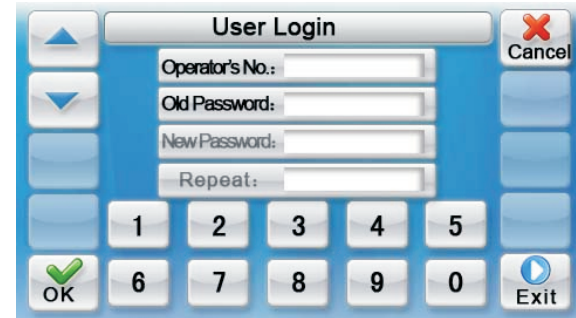 User Login
Cancel
Operator's No.:
Old Password:
New Password:
Repeat:
1 2 3 4 5
OK 6 7 8 9 0 Exit